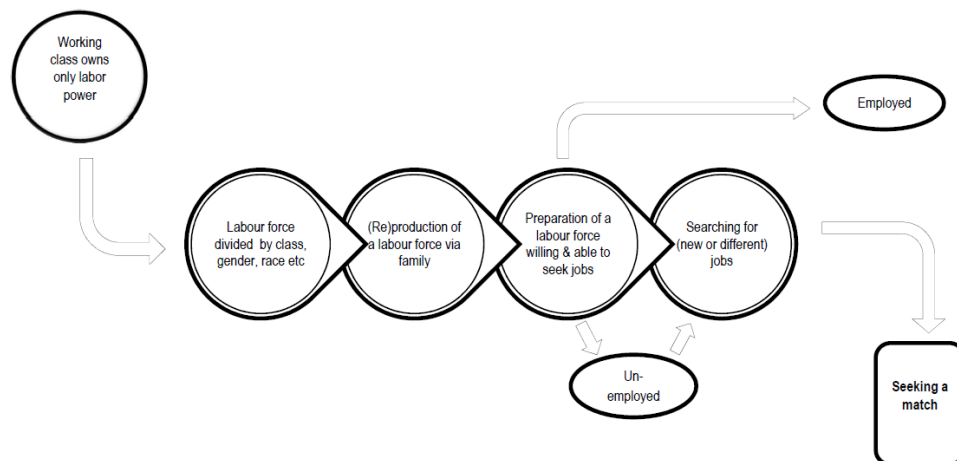 Working
class owns
only labor
power
Employed
Labour force
divided by class,
gender, race etc
(Re)production of
a labour force via
family
Preparation of a
labour force
willing & able to
seek jobs
Searching for
(new or different)
jobs
Un-
employed
Seeking a
match